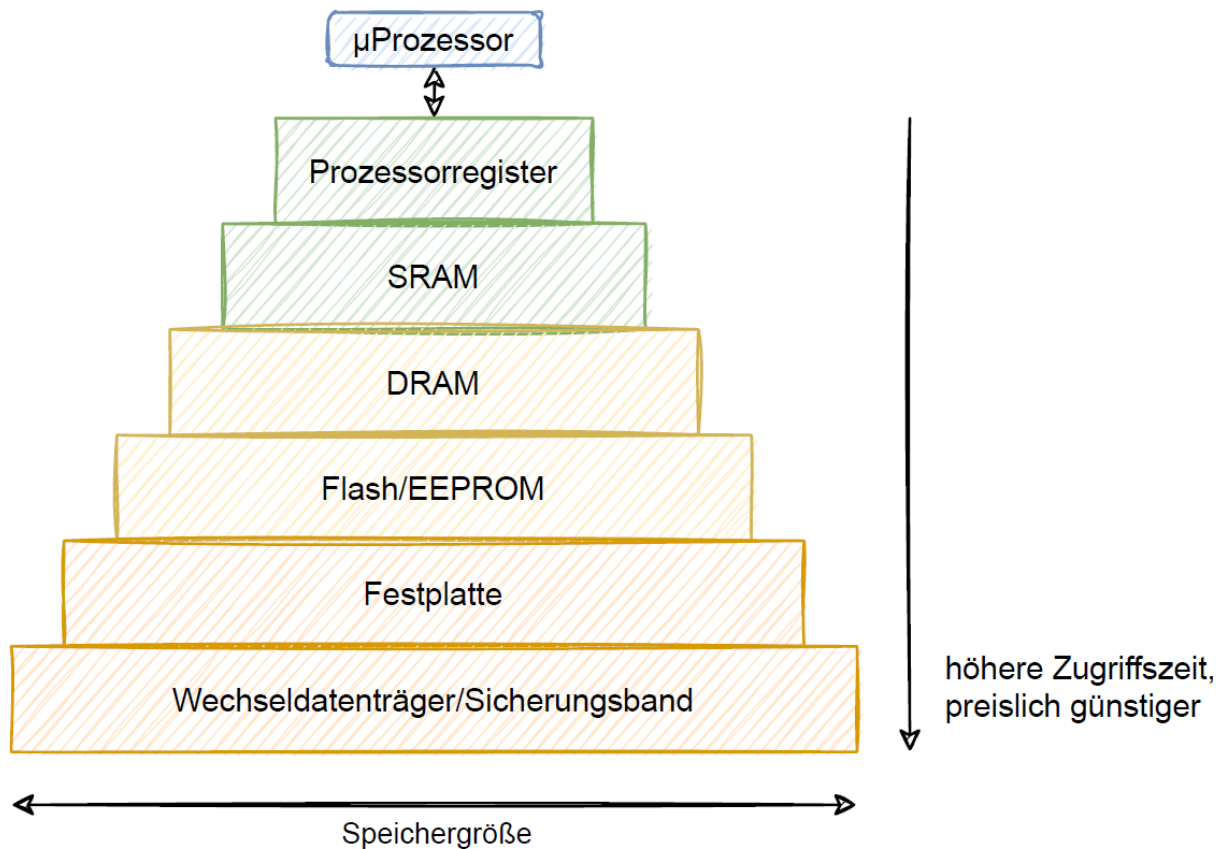 µProzessor
Prozessorregister
SRAM
DRAM
Flash/EEPROM
Festplatte
Wechseldatenträger/Sicherungsband
höhere Zugriffszeit,
preislich günstiger
Speichergröße